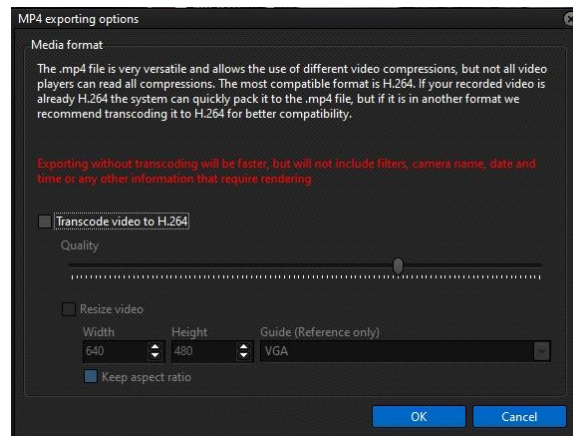 MP4 exporting options
Media format
The .mp4 file is very versatile and allows the use of different video compressions, but not all video
players can read all compressions. The most compatible format is H.264. If your recorded video is
already H.264 the system can quickly pack it to the .mp4 file, but if it is in another format we
recommend transcoding it to H.264 for better compatibility.
Exporting without transcoding will be faster, but will not include filters, camera name, date and
time or any other information that require rendering
Transcode video to H.264
Quality
Resize video
Width Height Guide (Reference only)
640 480 VGA
Keep aspect ratio
OK Cancel